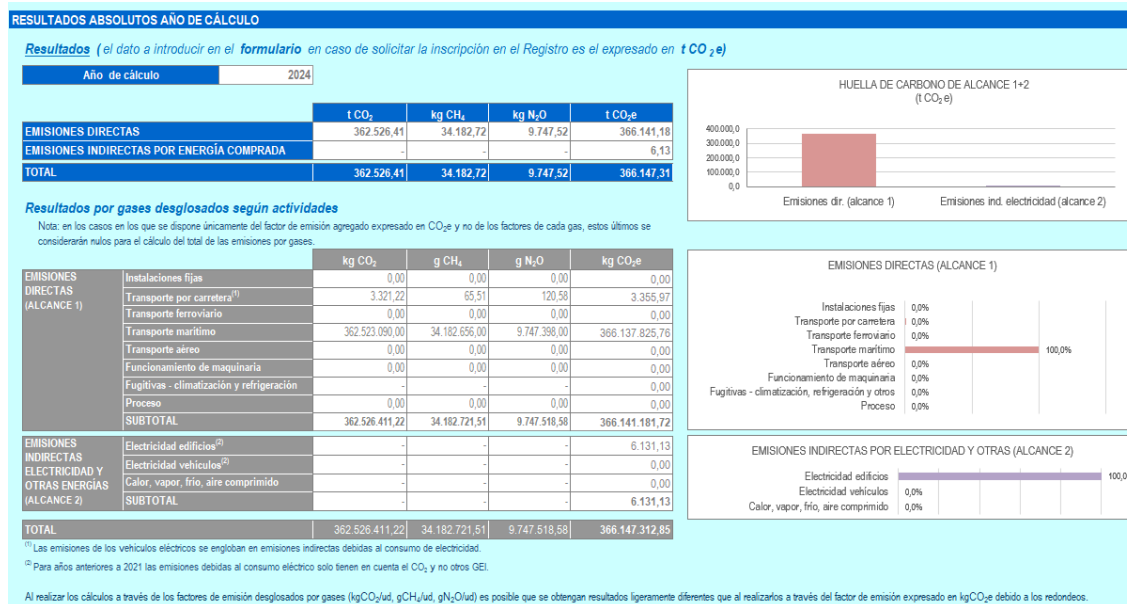 RESULTADOS ABSOLUTOS AÑO DE CÁLCULO
Resultados ( el dato a introducir en el formulario en caso de solicitar la inscripción en el Registro es el expresado en t CO2e)
Año de cálculo 2024
t CO2 kg CH4 kg N2O t CO2e
EMISIONES DIRECTAS 362.526,41 34.182,72 9.747,52 366.141,18
EMISIONES INDIRECTAS POR ENERGÍA COMPRADA - - - 6,13
TOTAL 362.526,41 34.182,72 9.747,52 366.147,31
HUELLA DE CARBONO DE ALCANCE 1+2
(t CO2e)
400.000,0
300.000,0
200.000,0
100.000,0
0,0
Emisiones dir. (alcance 1) Emisiones ind. electricidad (alcance 2)
Resultados por gases desglosados según actividades
Nota: en los casos en los que se dispone únicamente del factor de emisión agregado expresado en CO2e y no de los factores de cada gas, estos últimos se
considerarán nulos para el cálculo del total de las emisiones por gases.
kg CO2 g CH4 g N2O kg CO2e
EMISIONES
DIRECTAS
(ALCANCE 1)
Instalaciones fijas 0,00 0,00 0,00 0,00
Transporte por carretera(1) 3.321,22 65,51 120,58 3.355,97
Transporte ferroviario 0,00 0,00 0,00 0,00
Transporte marítimo 362.523.090,00 34.182.656,00 9.747.398,00 366.137.825,76
Transporte aéreo 0,00 0,00 0,00 0,00
Funcionamiento de maquinaria 0,00 0,00 0,00 0,00
Fugitivas - climatización y refrigeración - - - 0,00
Proceso 0,00 0,00 0,00 0,00
SUBTOTAL 362.526.411,22 34.182.721,51 9.747.518,58 366.141.181,72
EMISIONES
INDIRECTAS
ELECTRICIDAD Y
OTRAS ENERGÍAS
(ALCANCE 2)
Electricidad edificios(2) - - - 6.131,13
Electricidad vehículos(2) - - - 0,00
Calor, vapor, frío, aire comprimido - - - 0,00
SUBTOTAL - - - 6.131,13
TOTAL 362.526.411,22 34.182.721,51 9.747.518,58 366.147.312,85
EMISIONES DIRECTAS (ALCANCE 1)
Instalaciones fijas 0,0%
Transporte por carretera 0,0%
Transporte ferroviario 0,0%
Transporte marítimo 100,0%
Transporte aéreo 0,0%
Funcionamiento de maquinaria 0,0%
Fugitivas - climatización, refrigeración y otros 0,0%
Proceso 0,0%
EMISIONES INDIRECTAS POR ELECTRICIDAD Y OTRAS (ALCANCE 2)
Electricidad edificios 100,0
Electricidad vehículos 0,0%
Calor, vapor, frío, aire comprimido 0,0%
(1) Las emisiones de los vehículos eléctricos se engloban en emisiones indirectas debidas al consumo de electricidad.
(2) Para años anteriores a 2021 las emisiones debidas al consumo eléctrico solo tienen en cuenta el CO2 y no otros GEI.
Al realizar los cálculos a través de los factores de emisión desglosados por gases (kgCO2/ud, gCH4/ud, gN2O/ud) es posible que se obtengan resultados ligeramente diferentes que al realizarlos a través del factor de emisión expresado en kgCO2e debido a los redondeos.